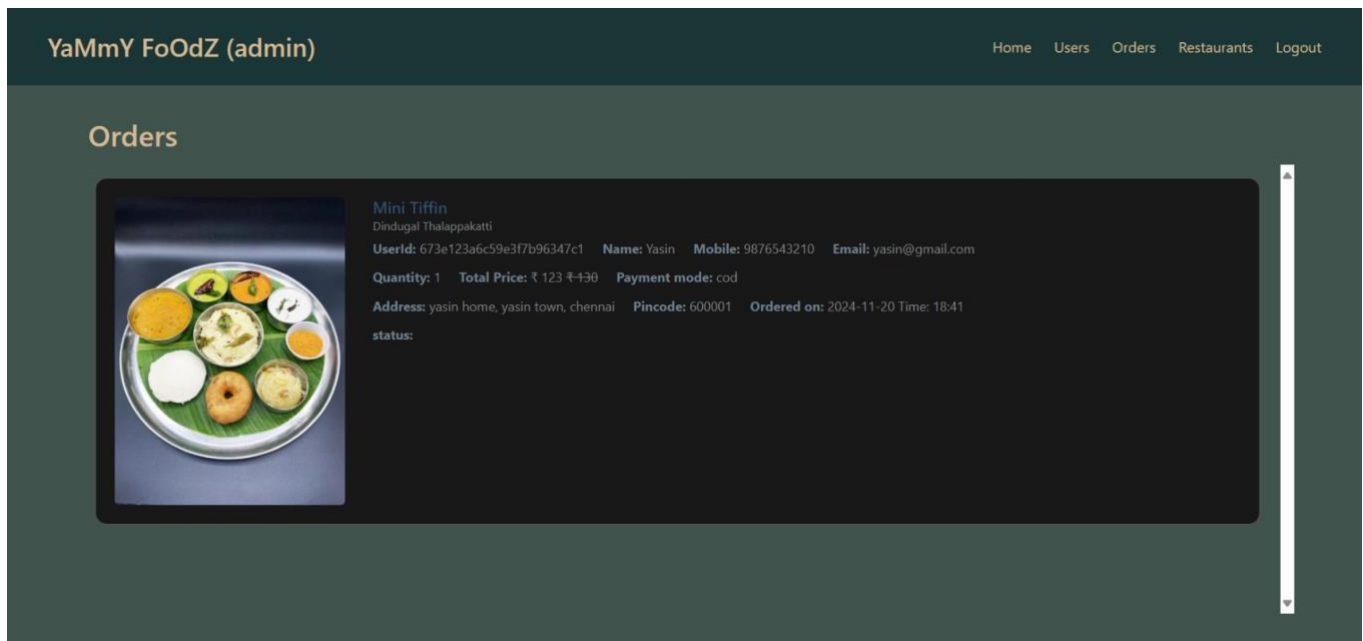 YaMmY FoOdZ (admin)
Home Users Orders Restaurants Logout
Orders
Mini Tiffin
Dindugal Thalappakatti
UserId: 673e123a6c59e3f7b96347c1 Name: Yasin Mobile: 9876543210 Email: yasin@gmail.com
Quantity: 1 Total Price: ₹ 123 ₹ 130 Payment mode: cod
Address: yasin home, yasin town, chennai Pincode: 600001 Ordered on: 2024-11-20 Time: 18:41
status: